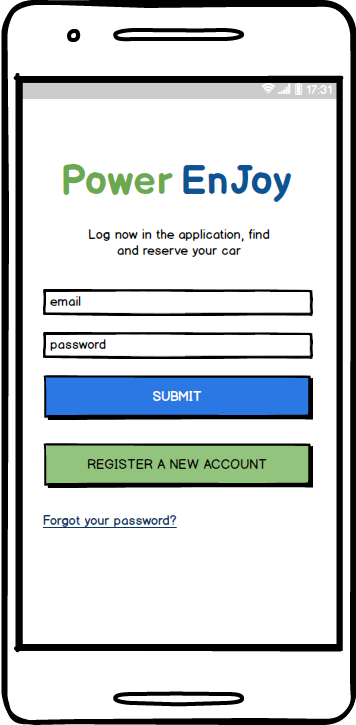 17:31
Power EnJoy
Log now in the application, find
and reserve your car
email
password
SUBMIT
REGISTER A NEW ACCOUNT
Forgot your password?